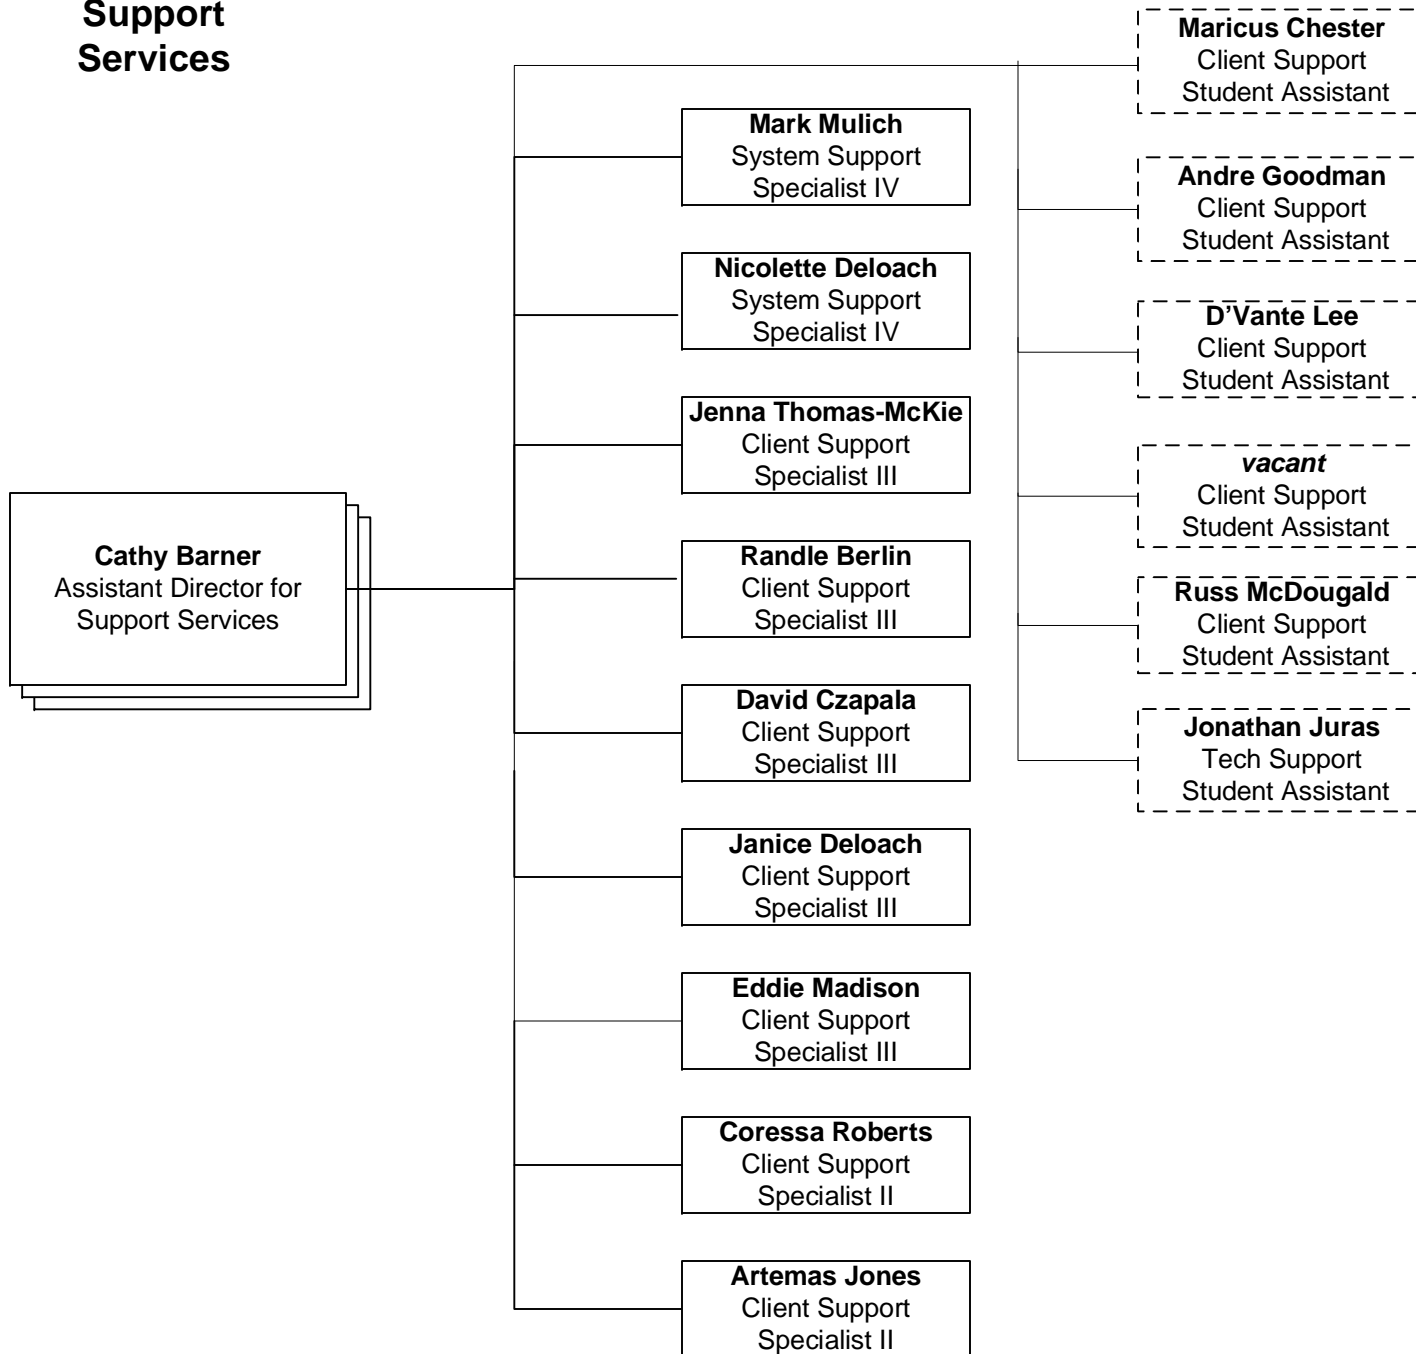 Support
Services
Cathy Barner
Assistant Director for
Support Services
Mark Mulich
System Support
Specialist IV
Nicolette Deloach
System Support
Specialist IV
Jenna Thomas-McKie
Client Support
Specialist III
Randle Berlin
Client Support
Specialist III
David Czapala
Client Support
Specialist III
Janice Deloach
Client Support
Specialist III
Eddie Madison
Client Support
Specialist III
Coressa Roberts
Client Support
Specialist II
Artemas Jones
Client Support
Specialist II
Maricus Chester
Client Support
Student Assistant
Andre Goodman
Client Support
Student Assistant
D’Vante Lee
Client Support
Student Assistant
vacant
Client Support
Student Assistant
Russ McDougald
Client Support
Student Assistant
Jonathan Juras
Tech Support
Student Assistant